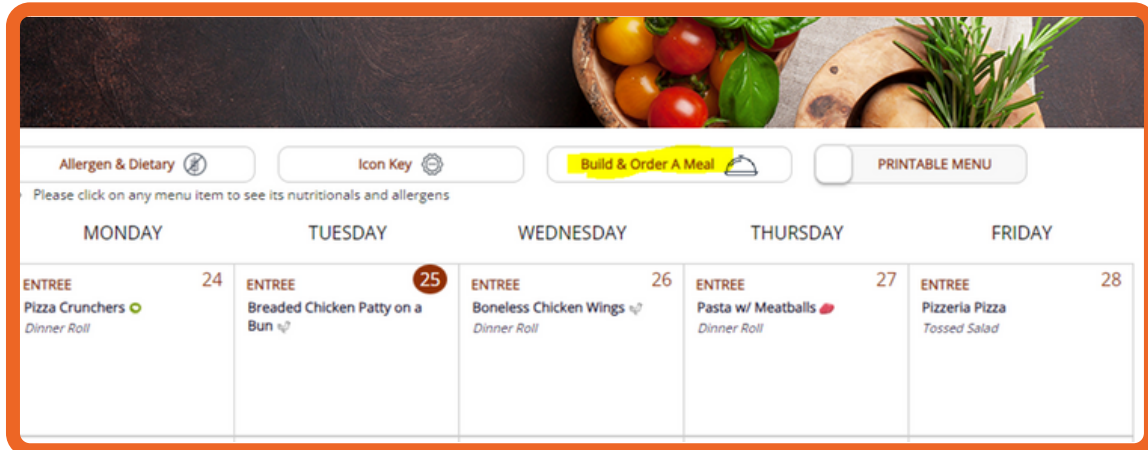 Allergen & Dietary
Icon Key
Build & Order A Meal
PRINTABLE MENU
Please click on any menu item to see its nutritionals and allergens
MONDAY
TUESDAY
WEDNESDAY
THURSDAY
FRIDAY
ENTREE 24
Pizza Crunchers
Dinner Roll
ENTREE 25
Breaded Chicken Patty on a
Bun
ENTREE 26
Boneless Chicken Wings
Dinner Roll
ENTREE 27
Pasta w/ Meatballs
Dinner Roll
ENTREE 28
Pizzeria Pizza
Tossed Salad